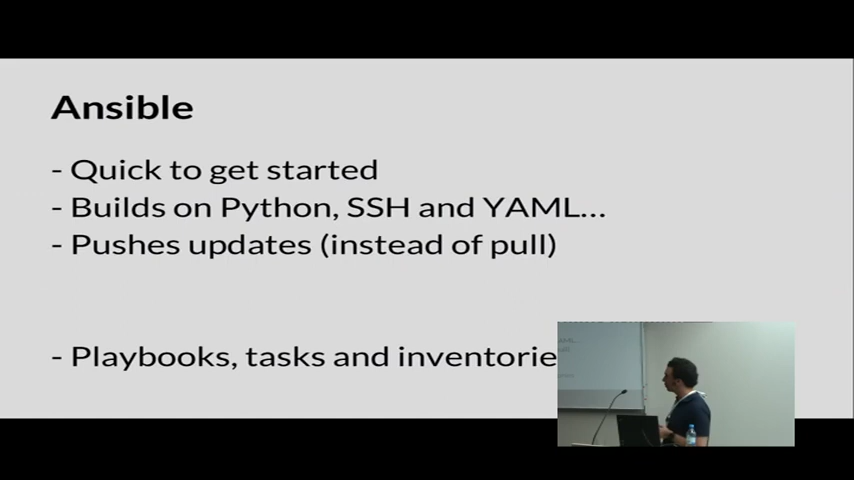 Ansible
- Quick to get started
- Builds on Python, SSH and YAML...
- Pushes updates (instead of pull)
- Playbooks, tasks and inventorie